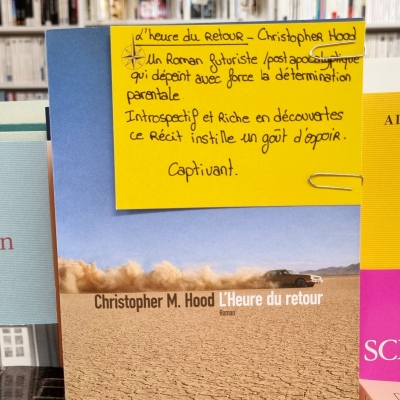 L'heure du Retour - Christopher Hood
Un Roman futuriste / post apocalyptique
qui dépeint avec force la détermination
parentale
Introspectif et Riche en découvertes
ce Récit instille un goût d'espoir.
Captivant.
Christopher M. Hood L'Heure du retour
Roman